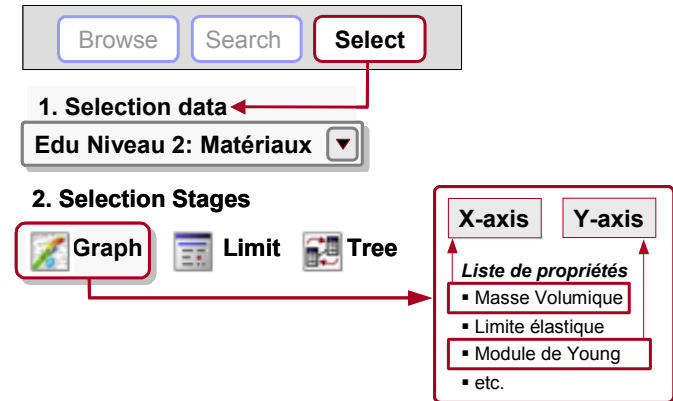 Browse Search Select
1. Selection data
Edu Niveau 2: Matériaux
2. Selection Stages
Graph Limit Tree
X-axis Y-axis
Liste de propriétés
▪ Masse Volumique
▪ Limite élastique
▪ Module de Young
▪ etc.